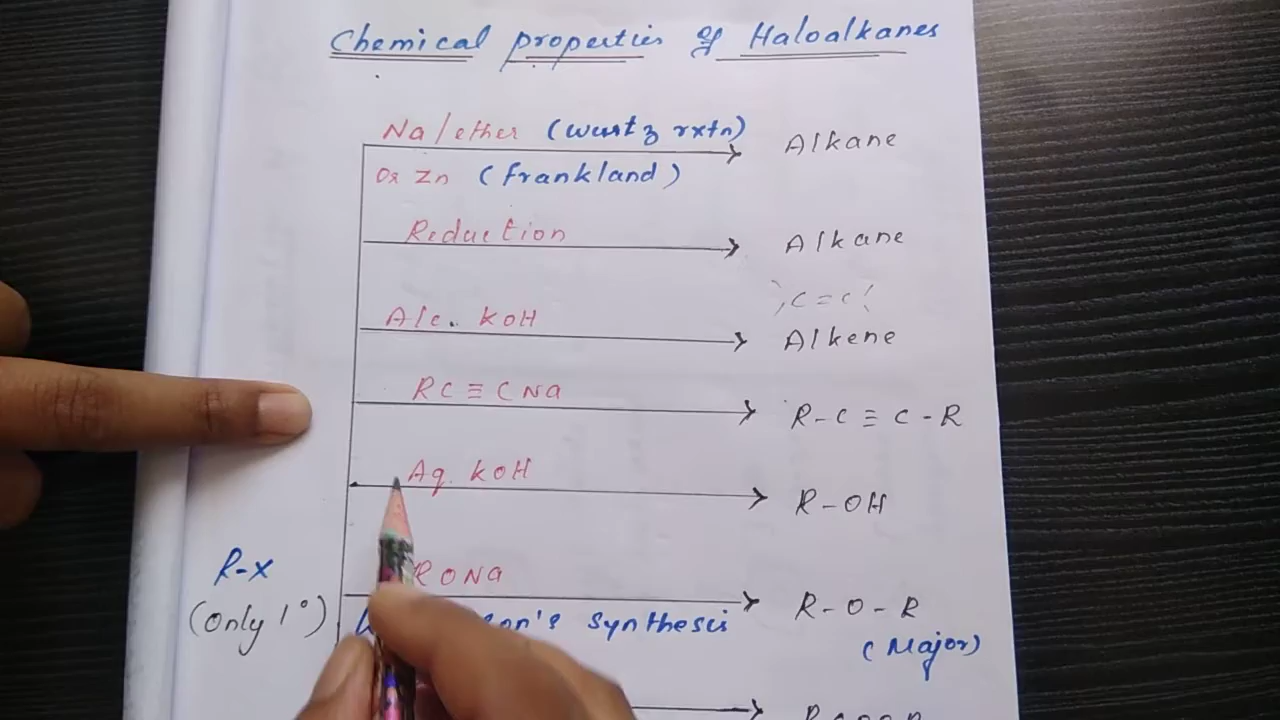 Chemical properties of Haloalkanes
Na/ether (wurtz rxtn)
Alkane
Or Zn (frankland)
Reduction
Alkane
C=C
Alc. KOH
Alkene
RC≡CNa
R-C≡C-R
Aq. KOH
R-OH
R-X
(Only 1°)
RONa
R-O-R
Synthesis
(Major)